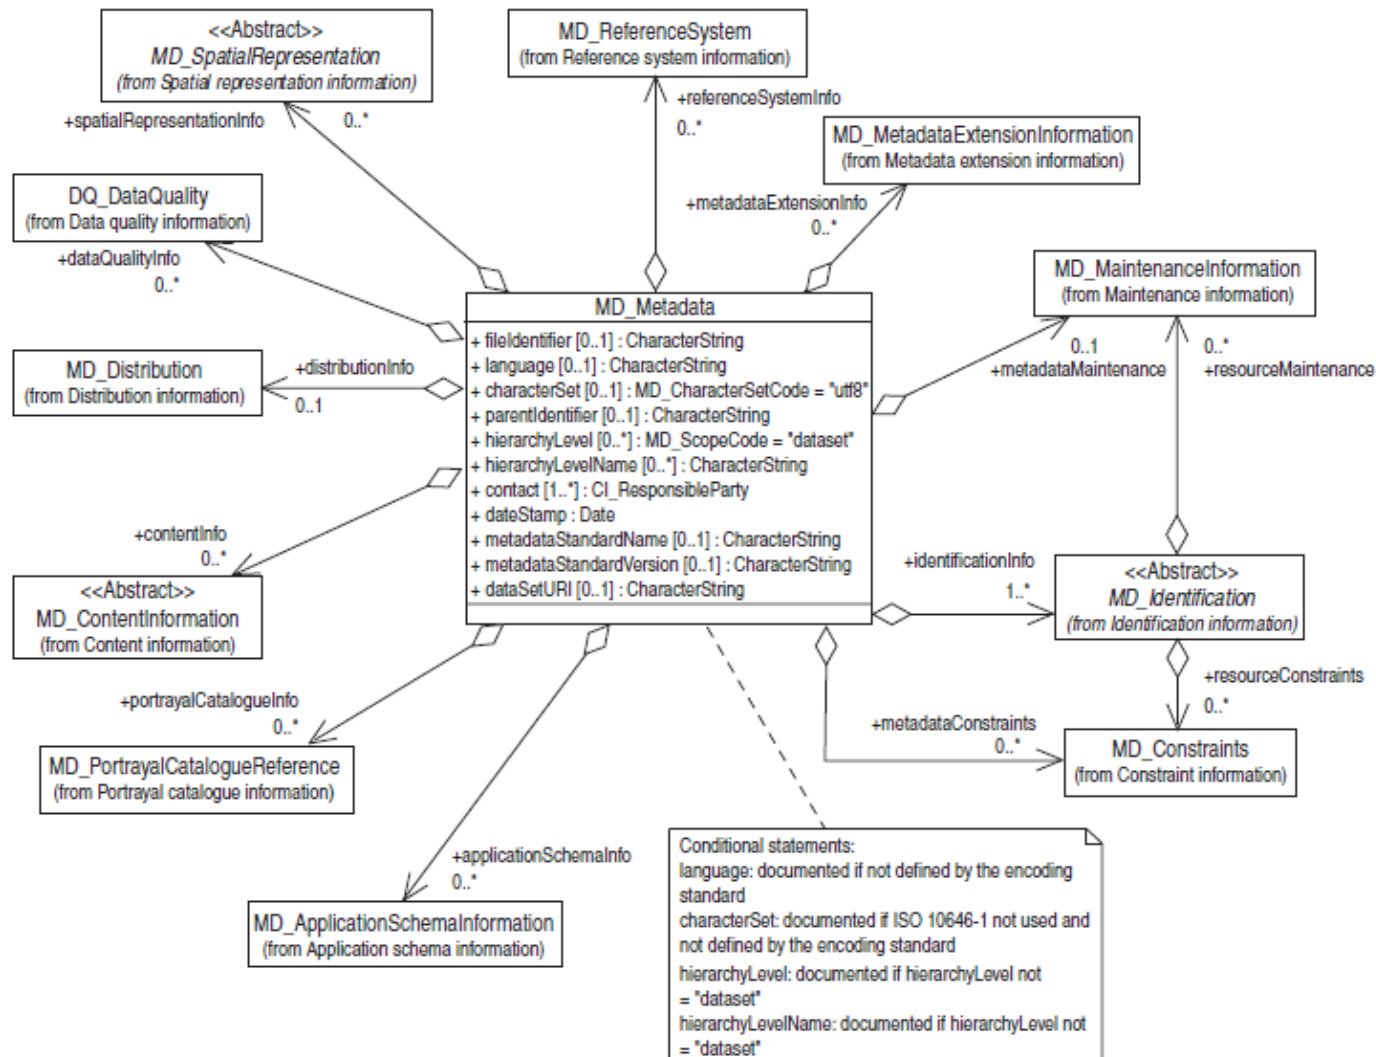 <<Abstract>>
MD_SpatialRepresentation
(from Spatial representation information)
+spatialRepresentationInfo
0..*
MD_ReferenceSystem
(from Reference system information)
+referenceSystemInfo
0..*
MD_MetadataExtensionInformation
(from Metadata extension information)
+metadataExtensionInfo
0..*
DQ_DataQuality
(from Data quality information)
+dataQualityInfo
0..*
MD_MaintenanceInformation
(from Maintenance information)
0..1
+metadataMaintenance
0..*
+resourceMaintenance
MD_Distribution
(from Distribution information)
+distributionInfo
0..1
MD_Metadata
+ fileIdentifier [0..1] : CharacterString
+ language [0..1] : CharacterString
+ characterSet [0..1] : MD_CharacterSetCode = "utf8"
+ parentIdentifier [0..1] : CharacterString
+ hierarchyLevel [0..*] : MD_ScopeCode = "dataset"
+ hierarchyLevelName [0..*] : CharacterString
+ contact [1..*] : CI_ResponsibleParty
+ dateStamp : Date
+ metadataStandardName [0..1] : CharacterString
+ metadataStandardVersion [0..1] : CharacterString
+ dataSetURI [0..1] : CharacterString
+contentInfo
0..*
<<Abstract>>
MD_ContentInformation
(from Content information)
+identificationInfo
1..*
<<Abstract>>
MD_Identification
(from Identification information)
+resourceConstraints
0..*
+portrayalCatalogueInfo
0..*
MD_PortrayalCatalogueReference
(from Portrayal catalogue information)
+metadataConstraints
0..*
MD_Constraints
(from Constraint information)
+applicationSchemaInfo
0..*
MD_ApplicationSchemaInformation
(from Application schema information)
Conditional statements:
language: documented if not defined by the encoding
standard
characterSet: documented if ISO 10646-1 not used and
not defined by the encoding standard
hierarchyLevel: documented if hierarchyLevel not
= "dataset"
hierarchyLevelName: documented if hierarchyLevel not
= "dataset"